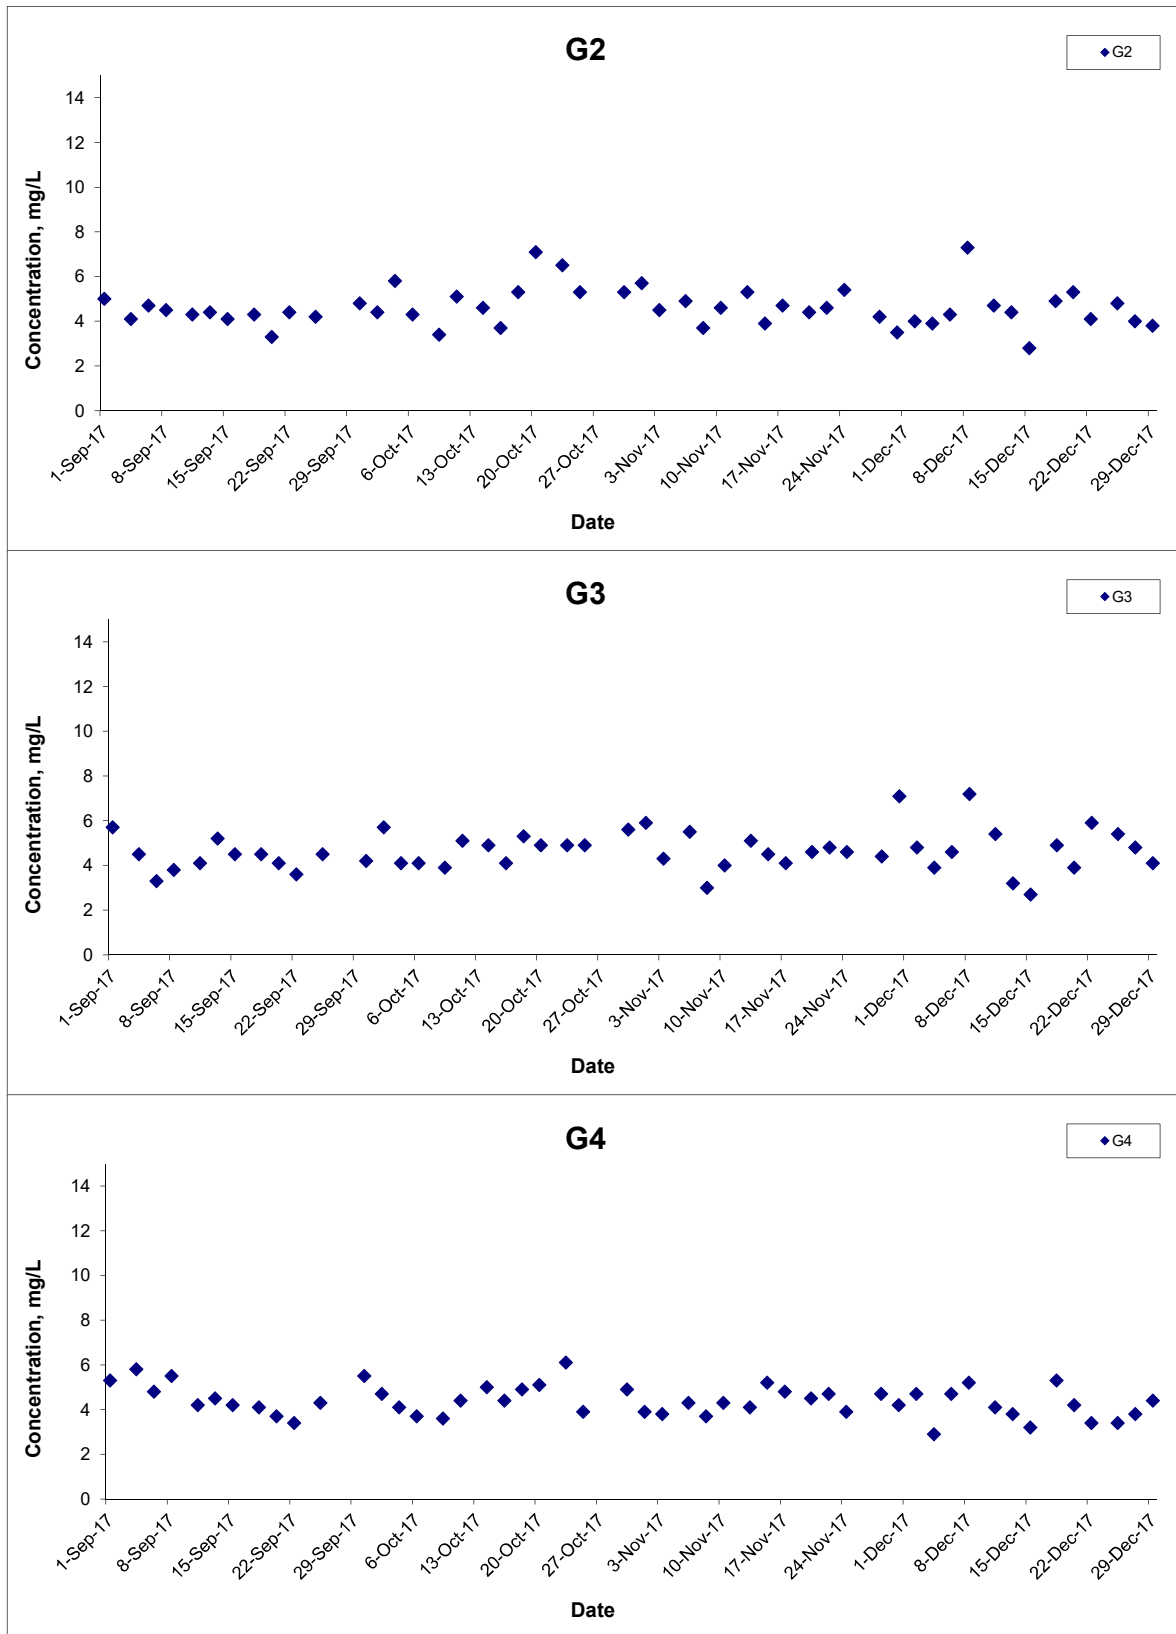 G2
G2
14
12
10
8
6
4
2
0
Concentration, mg/L
1-Sep-17 8-Sep-17 15-Sep-17 22-Sep-17 29-Sep-17 6-Oct-17 13-Oct-17 20-Oct-17 27-Oct-17 3-Nov-17 10-Nov-17 17-Nov-17 24-Nov-17 1-Dec-17 8-Dec-17 15-Dec-17 22-Dec-17 29-Dec-17
Date
G3
G3
14
12
10
8
6
4
2
0
Concentration, mg/L
1-Sep-17 8-Sep-17 15-Sep-17 22-Sep-17 29-Sep-17 6-Oct-17 13-Oct-17 20-Oct-17 27-Oct-17 3-Nov-17 10-Nov-17 17-Nov-17 24-Nov-17 1-Dec-17 8-Dec-17 15-Dec-17 22-Dec-17 29-Dec-17
Date
G4
G4
14
12
10
8
6
4
2
0
Concentration, mg/L
1-Sep-17 8-Sep-17 15-Sep-17 22-Sep-17 29-Sep-17 6-Oct-17 13-Oct-17 20-Oct-17 27-Oct-17 3-Nov-17 10-Nov-17 17-Nov-17 24-Nov-17 1-Dec-17 8-Dec-17 15-Dec-17 22-Dec-17 29-Dec-17
Date